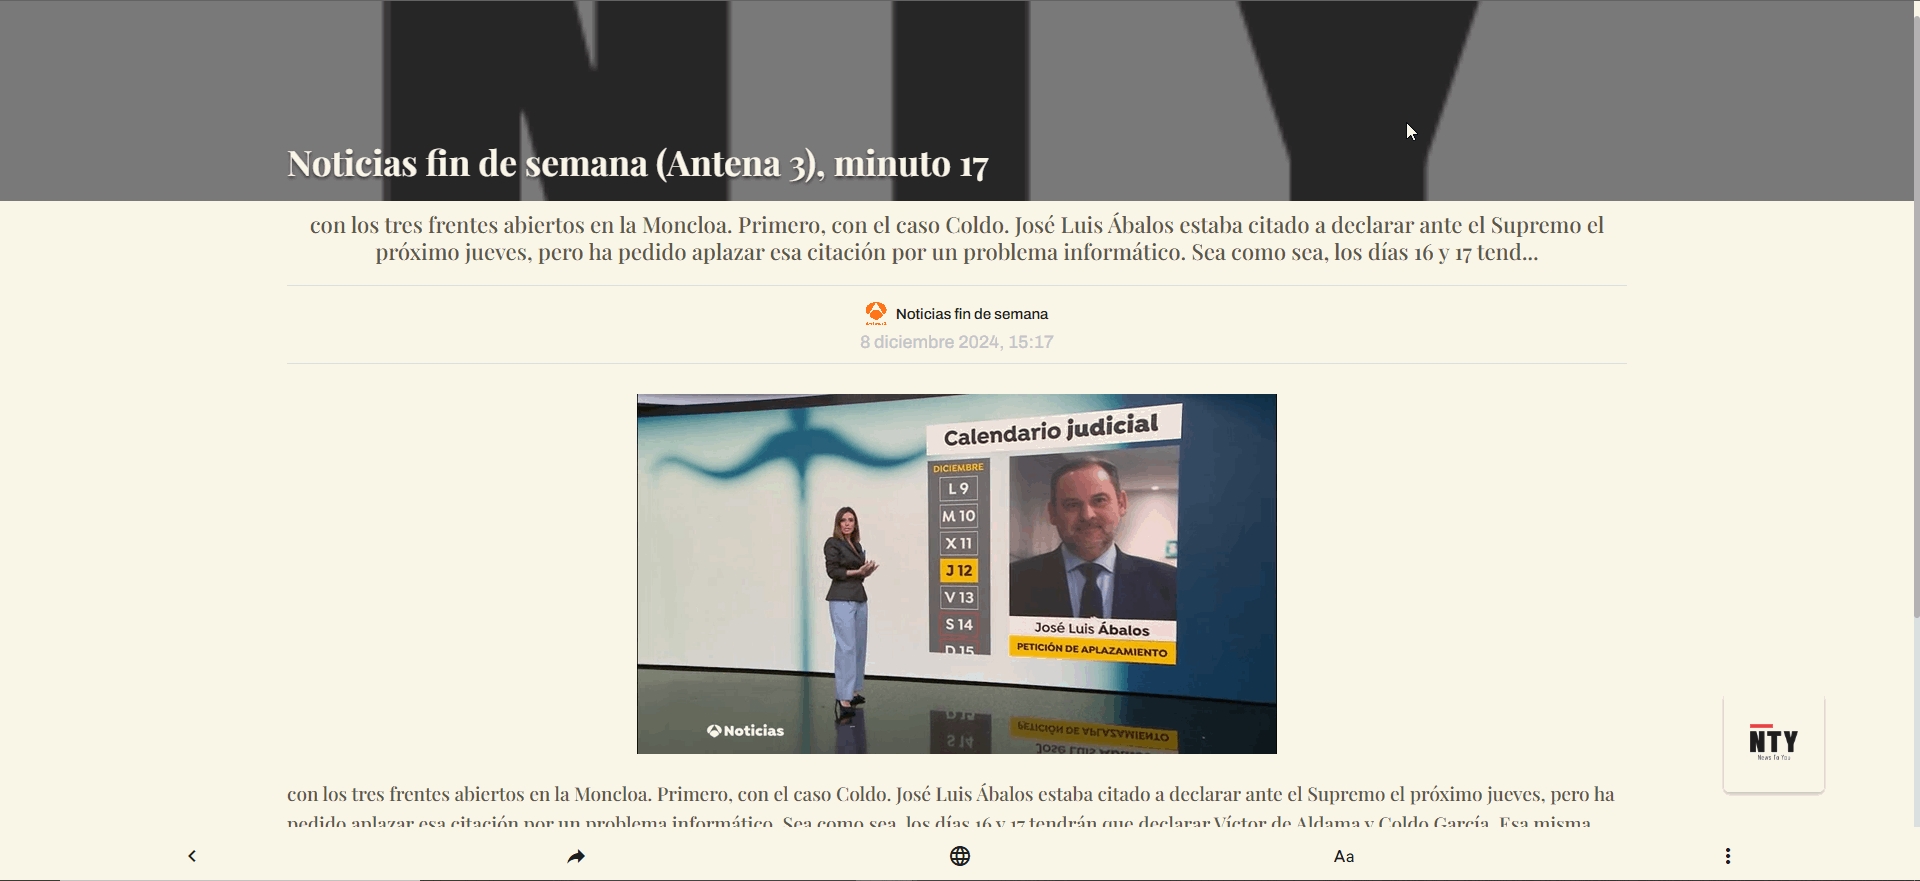 Noticias fin de semana (Antena 3), minuto 17
con los tres frentes abiertos en la Moncloa. Primero, con el caso Coldo. José Luis Ábalos estaba citado a declarar ante el Supremo el
próximo jueves, pero ha pedido aplazar esa citación por un problema informático. Sea como sea, los días 16 y 17 tend...
Noticias fin de semana
8 diciembre 2024, 15:17
Calendario judicial
DICIEMBRE
L 9
M 10
X 11
J 12
V 13
S 14
D 15
José Luis Ábalos
PETICIÓN DE APLAZAMIENTO
Noticias
NTY
News To You
con los tres frentes abiertos en la Moncloa. Primero, con el caso Coldo. José Luis Ábalos estaba citado a declarar ante el Supremo el próximo jueves, pero ha
pedido aplazar esa citación por un problema informático. Sea como sea, los días 16 y 17 tendrán que declarar Víctor de Aldama y Coldo García. Esa misma
Aa